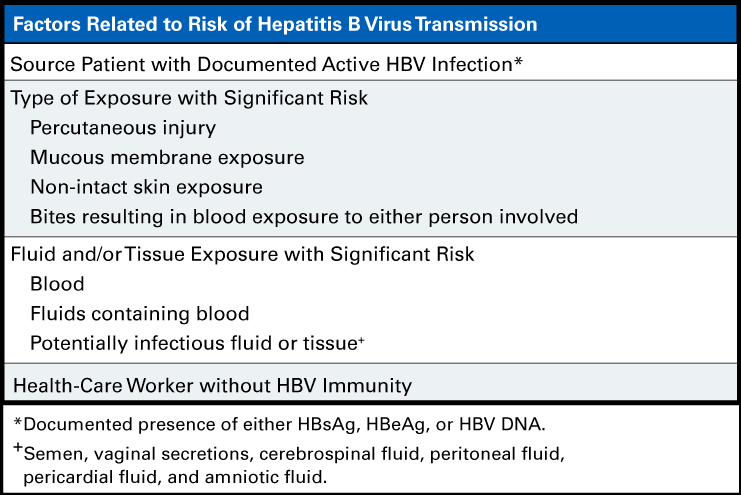 Factors Related to Risk of Hepatitis B Virus Transmission
Source Patient with Documented Active HBV Infection*
Type of Exposure with Significant Risk
Percutaneous injury
Mucous membrane exposure
Non-intact skin exposure
Bites resulting in blood exposure to either person involved
Fluid and/or Tissue Exposure with Significant Risk
Blood
Fluids containing blood
Potentially infectious fluid or tissue+
Health-Care Worker without HBV Immunity
*Documented presence of either HBsAg, HBeAg, or HBV DNA.
+Semen, vaginal secretions, cerebrospinal fluid, peritoneal fluid,
pericardial fluid, and amniotic fluid.